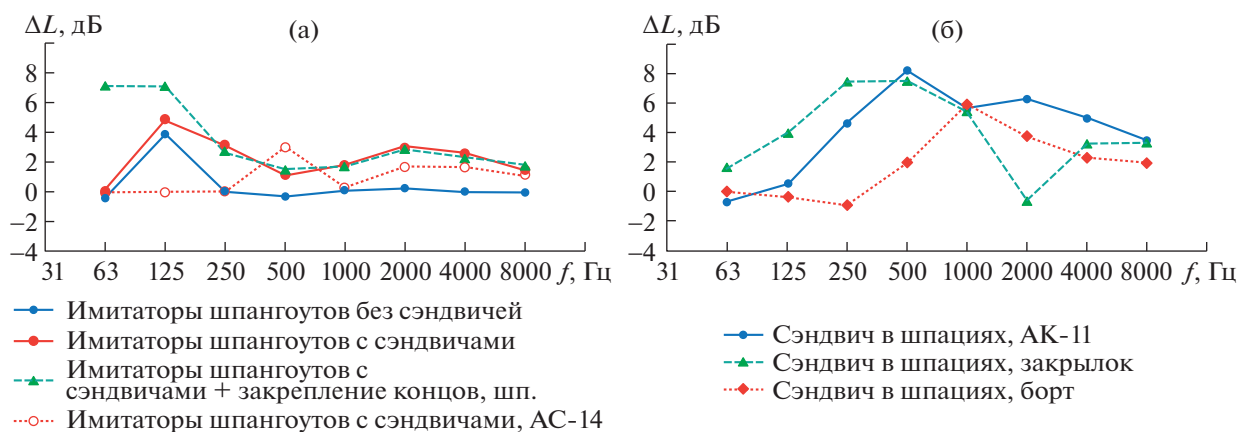 ΔL, дБ
(а)
8
6
4
2
0
–2
–4
31 63 125 250 500 1000 2000 4000 8000 f, Гц
Имитаторы шпангоутов без сэндвичей
Имитаторы шпангоутов с сэндвичами
Имитаторы шпангоутов с
сэндвичами + закрепление концов, шп.
Имитаторы шпангоутов с сэндвичами, АС-14
ΔL, дБ
(б)
8
6
4
2
0
–2
–4
31 63 125 250 500 1000 2000 4000 8000 f, Гц
Сэндвич в шпациях, АК-11
Сэндвич в шпациях, закрылок
Сэндвич в шпациях, борт